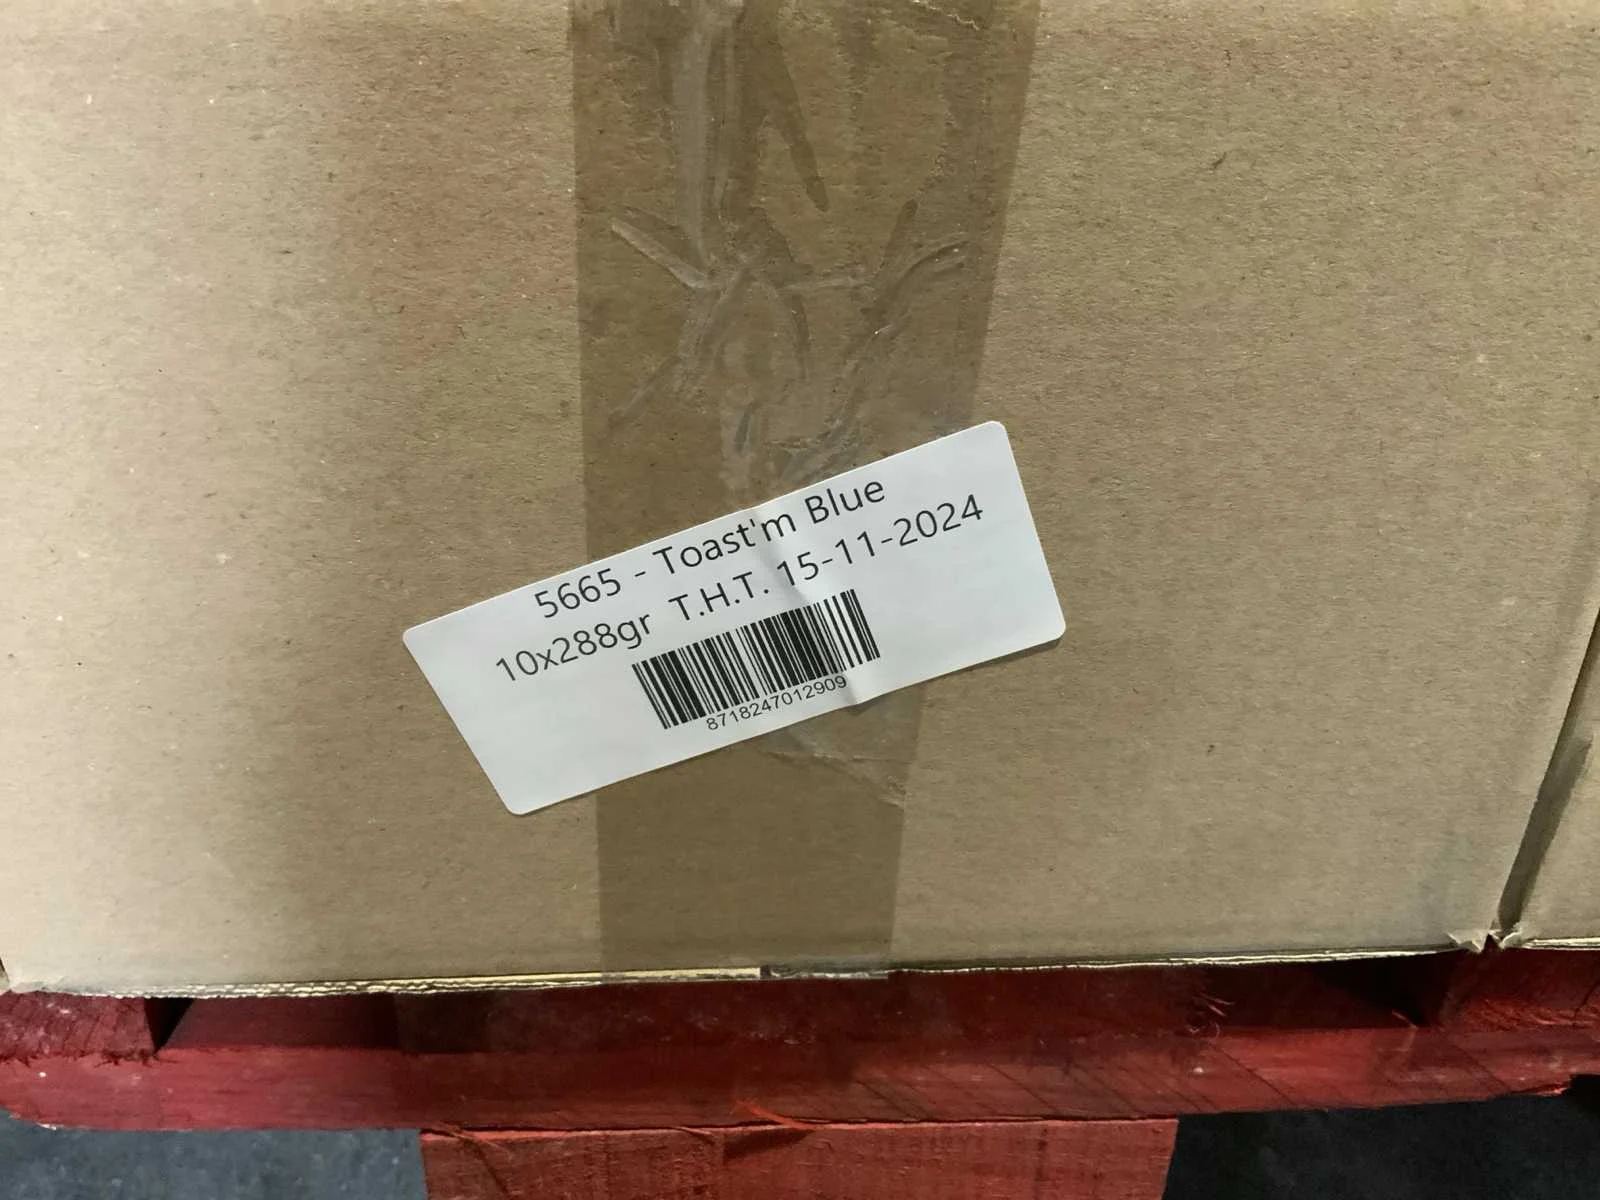 5665 - Toast'm Blue
10x288gr T.H.T. 15-11-2024
8718247012909